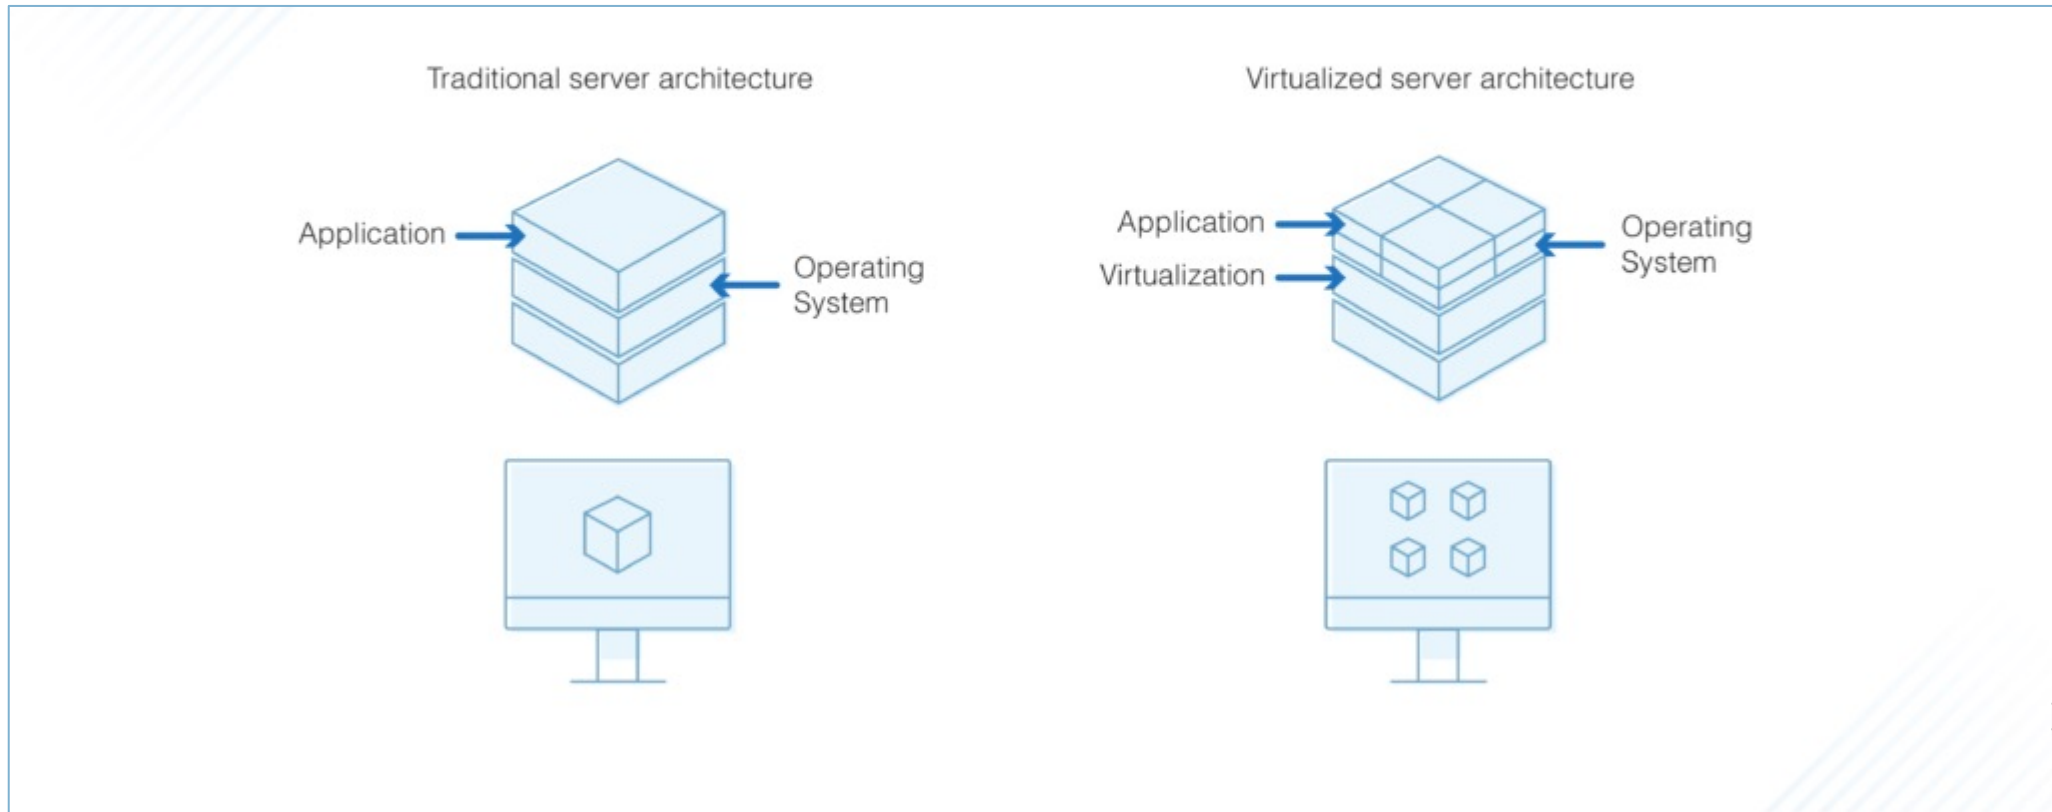 Traditional server architecture
Application
Operating
System
Virtualized server architecture
Application
Virtualization
Operating
System